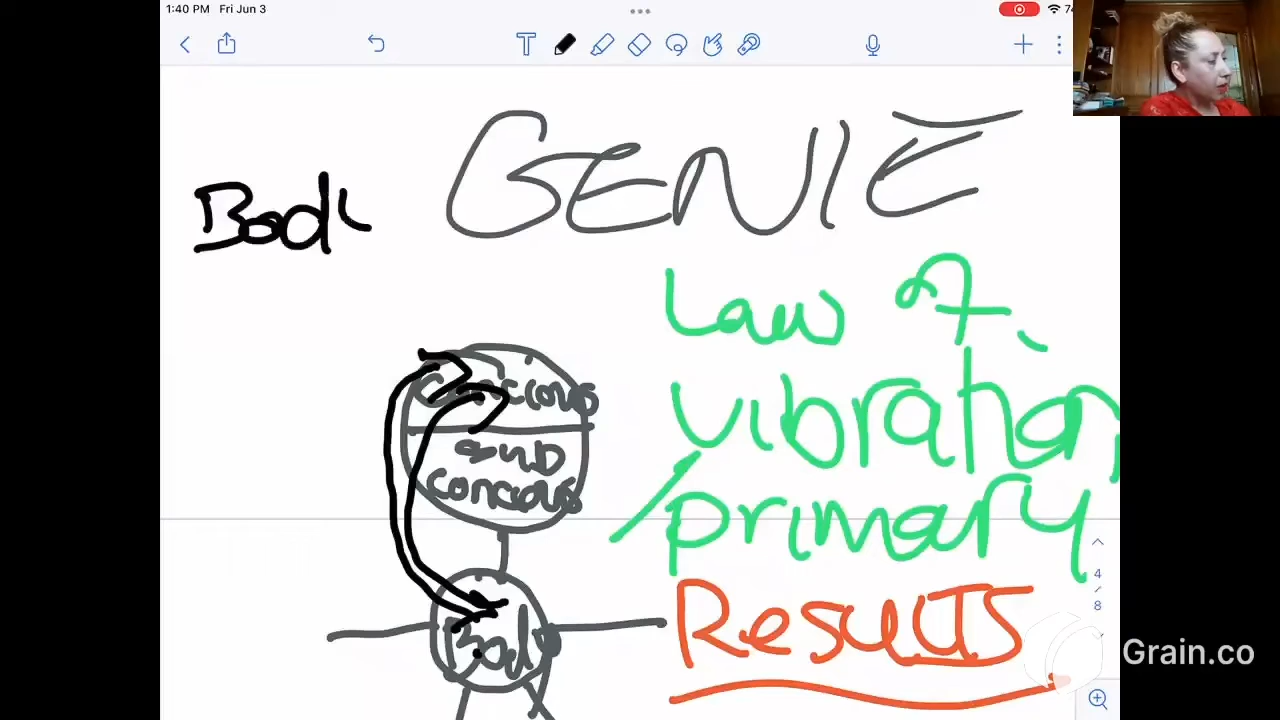 1:40 PM Fri Jun 3
GENIE
Bod
Law of
vibration
/primary
conscious
sub
concious
Body
Results
4
/
8
Grain.co